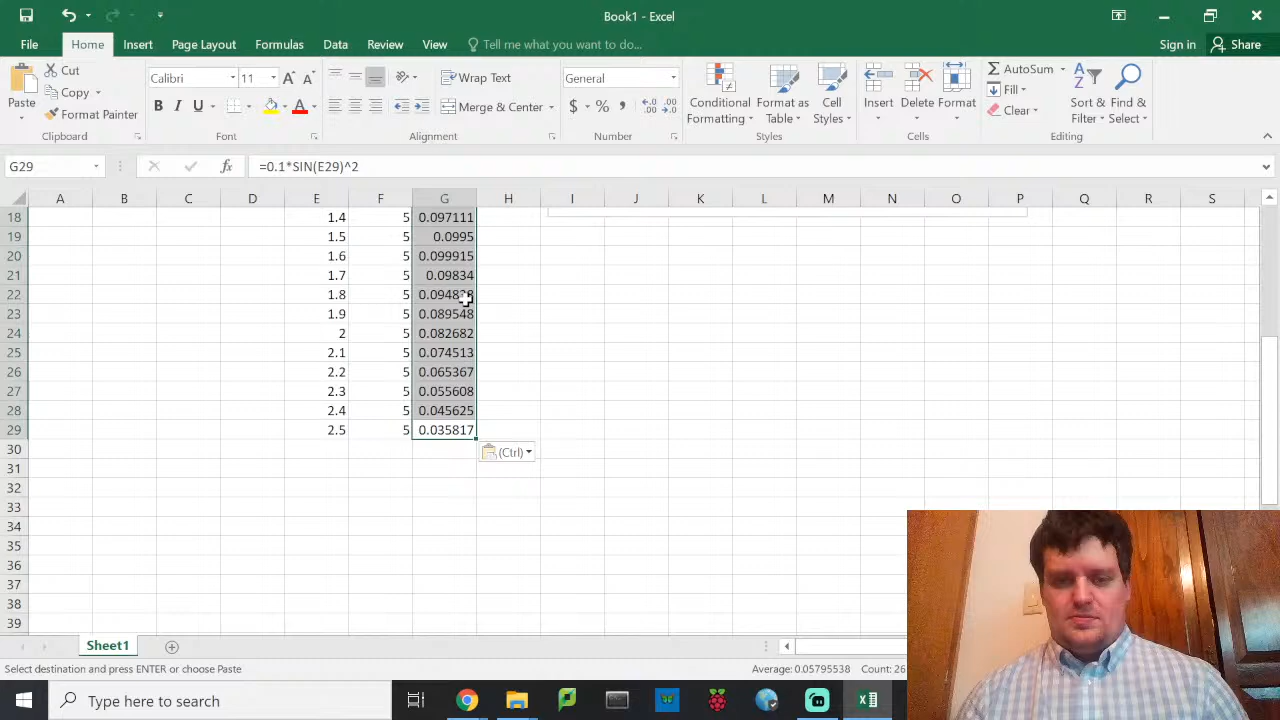 Book1 - Excel
File Home Insert Page Layout Formulas Data Review View Tell me what you want to do... Sign in Share
Paste
Cut
Copy
Format Painter
Clipboard
Calibri 11
B I U
Font
Wrap Text
Merge & Center
Alignment
General
$ % ,
Number
Conditional Formatting
Format as Table
Cell Styles
Styles
Insert
Delete
Format
Cells
AutoSum
Fill
Clear
Sort & Filter
Find & Select
Editing
G29 fx =0.1*SIN(E29)^2
A B C D E F G H I J K L M N O P Q R S
18 1.4 5 0.097111
19 1.5 5 0.0995
20 1.6 5 0.099915
21 1.7 5 0.09834
22 1.8 5
23 1.9 5 0.089548
24 2 5 0.082682
25 2.1 5 0.074513
26 2.2 5 0.065367
27 2.3 5 0.055608
28 2.4 5 0.045625
29 2.5 5 0.035817
30 (Ctrl)
31
32
33
34
35
36
37
38
39
Sheet1
Select destination and press ENTER or choose Paste Average: 0.05795538 Count: 26
Type here to search